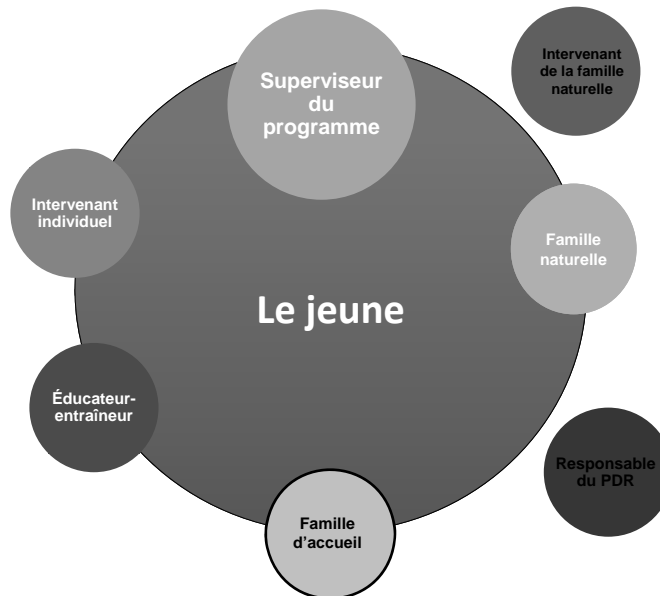 Superviseur
du
programme
Intervenant
de la famille
naturelle
Intervenant
individuel
Famille
naturelle
Le jeune
Éducateur-
entraîneur
Responsable
du PDR
Famille
d'accueil